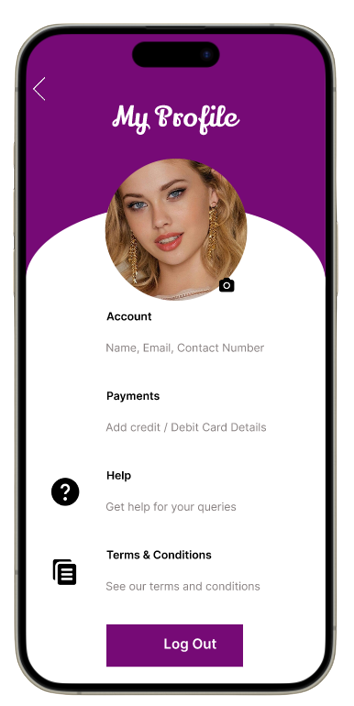 My Profile
Account
Name, Email, Contact Number
Payments
Add credit / Debit Card Details
Help
Get help for your queries
Terms & Conditions
See our terms and conditions
Log Out